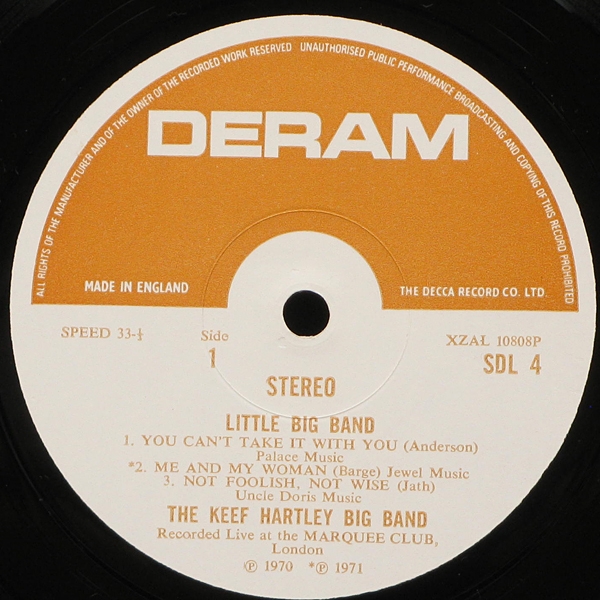 ALL RIGHTS OF THE MANUFACTURER AND OF THE OWNER OF THE RECORDED WORK RESERVED UNAUTHORISED PUBLIC PERFORMANCE BROADCASTING AND COPYING OF THIS RECORD PROHIBITED
DERAM
MADE IN ENGLAND
THE DECCA RECORD CO. LTD.
SPEED 33-⅓
Side
1
XZAL 10808P
SDL 4
STEREO
LITTLE BIG BAND
1. YOU CAN'T TAKE IT WITH YOU (Anderson)
Palace Music
*2. ME AND MY WOMAN (Barge) Jewel Music
3. NOT FOOLISH, NOT WISE (Jath)
Uncle Doris Music
THE KEEF HARTLEY BIG BAND
Recorded Live at the MARQUEE CLUB,
London
℗ 1970 *℗ 1971